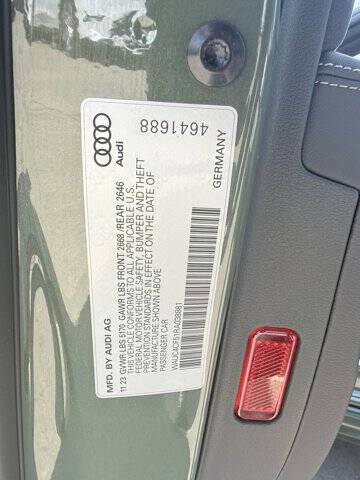 4641688
Audi
GERMANY
MFD. BY AUDI AG
11 23 GVWR LBS 5170 GAWR LBS FRONT 2668 /REAR 2646
THIS VEHICLE CONFORMS TO ALL APPLICABLE U.S.
FEDERAL MOTOR VEHICLE SAFETY, BUMPER AND THEFT
PREVENTION STANDARDS IN EFFECT ON THE DATE OF
MANUFACTURE SHOWN ABOVE
PASSENGER CAR
WAUC4CF51RA038881